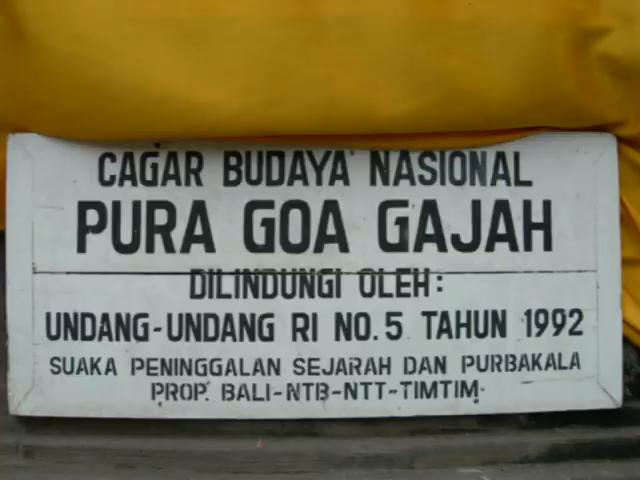 CAGAR BUDAYA NASIONAL
PURA GOA GAJAH
DILINDUNGI OLEH:
UNDANG-UNDANG RI NO. 5 TAHUN 1992
SUAKA PENINGGALAN SEJARAH DAN PURBAKALA
PROP. BALI-NTB-NTT-TIMTIM